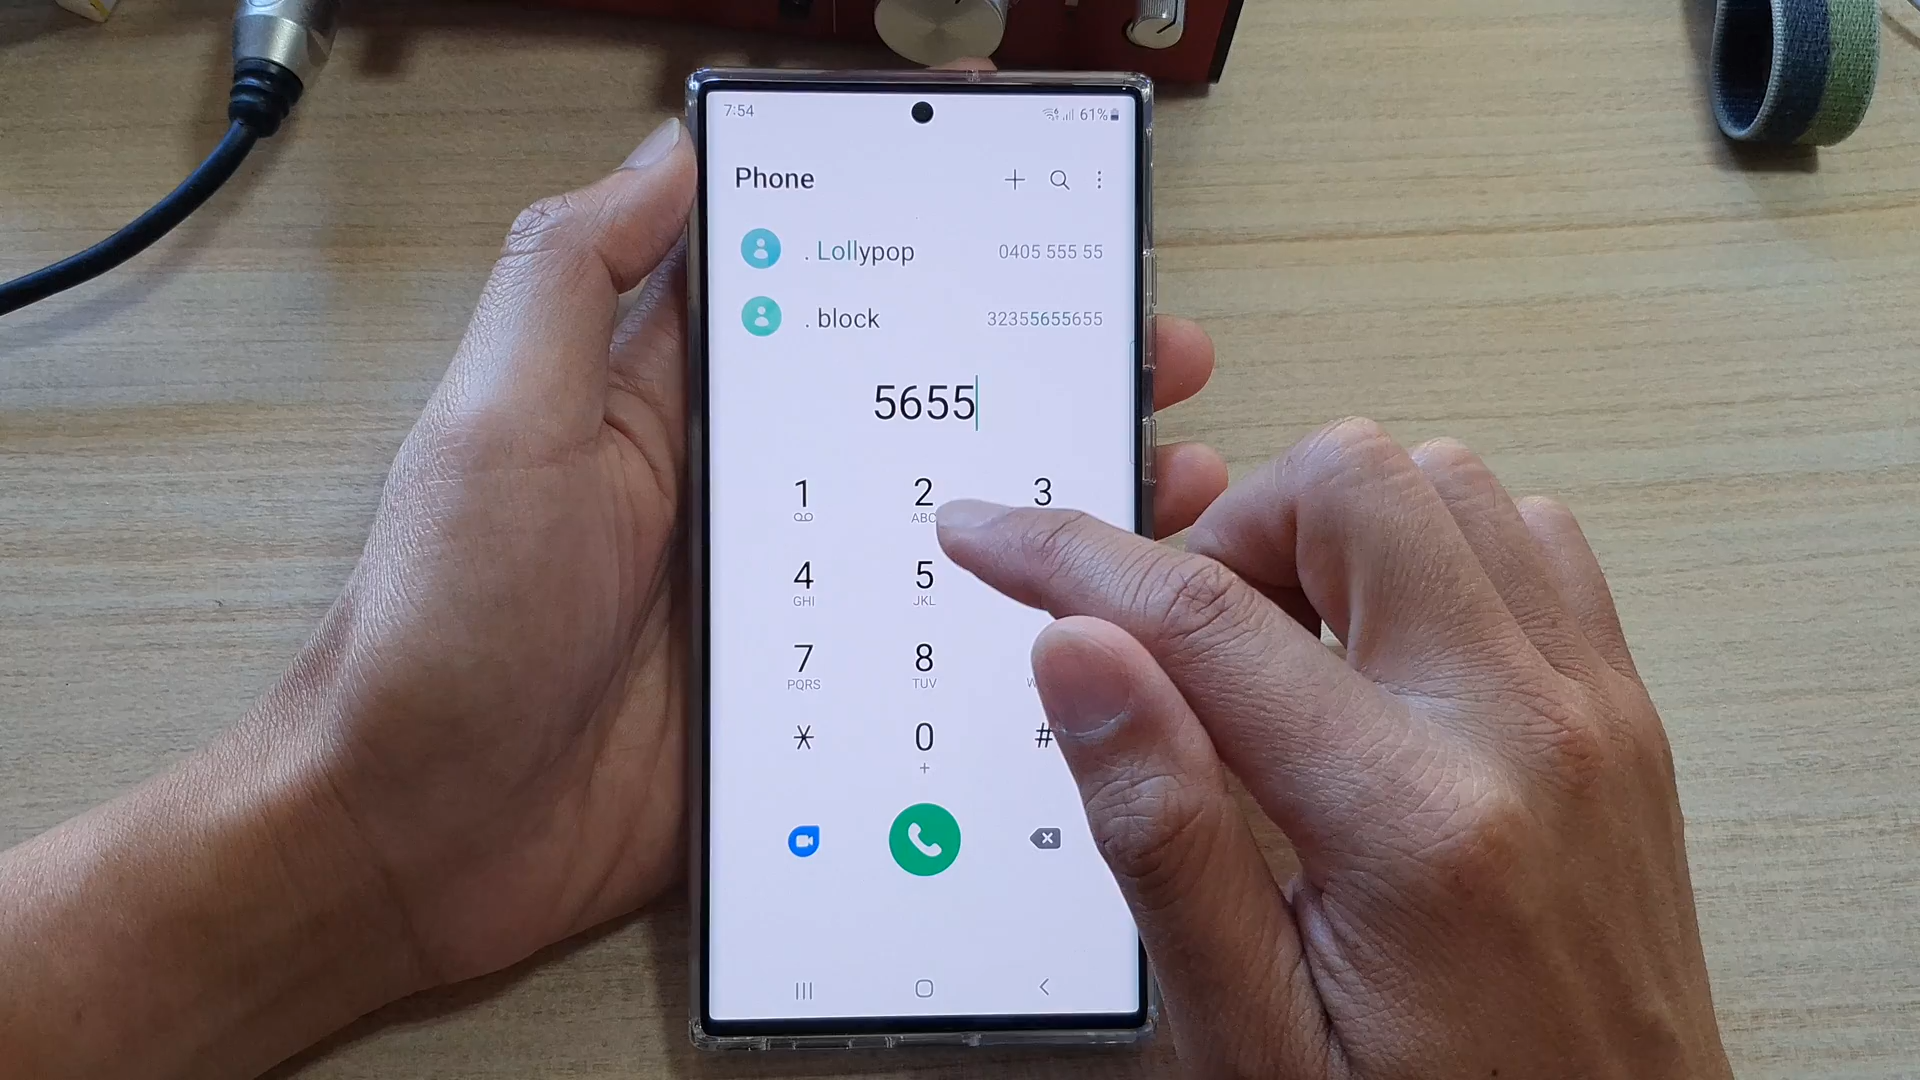 7:54 61%
Phone
. Lollypop 0405 555 55
. block 32355655655
5655
1 2 3
ABC
4 5
GHI JKL
7 8
PQRS TUV W
* 0 #
+